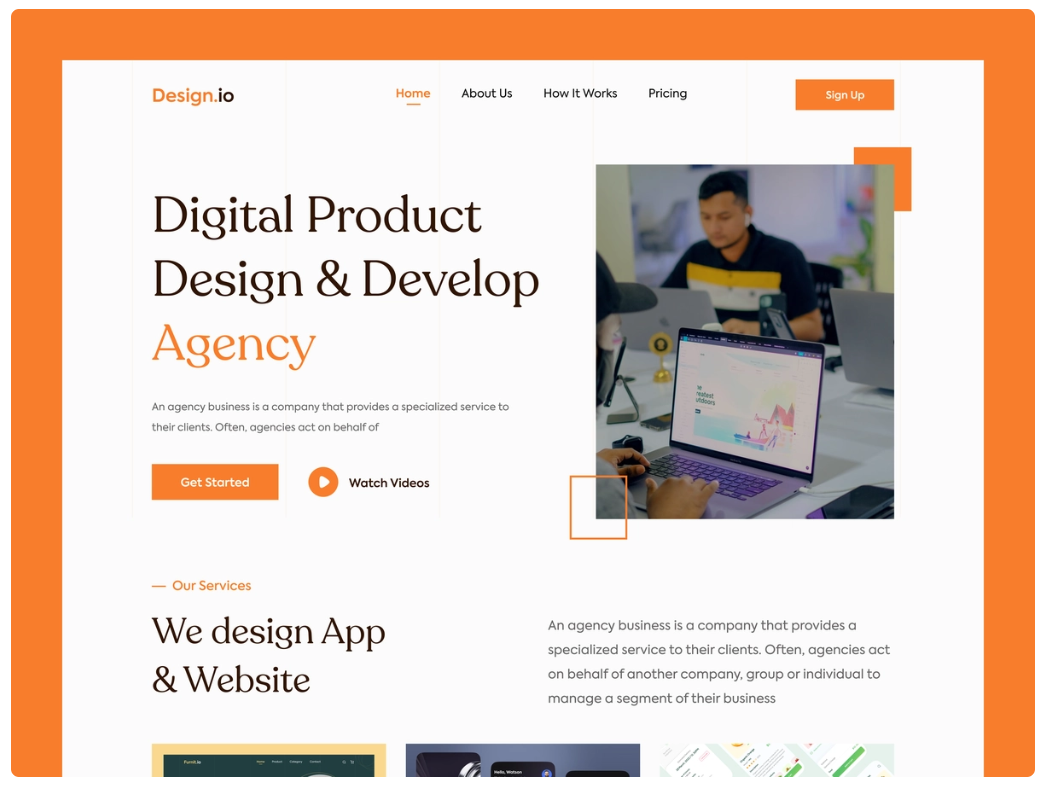 Design.io
Home
About Us
How It Works
Pricing
Sign Up
Digital Product
Design & Develop
Agency
An agency business is a company that provides a specialized service to
their clients. Often, agencies act on behalf of
Get Started
Watch Videos
— Our Services
We design App
& Website
An agency business is a company that provides a
specialized service to their clients. Often, agencies act
on behalf of another company, group or individual to
manage a segment of their business
Home
Hello, Watson